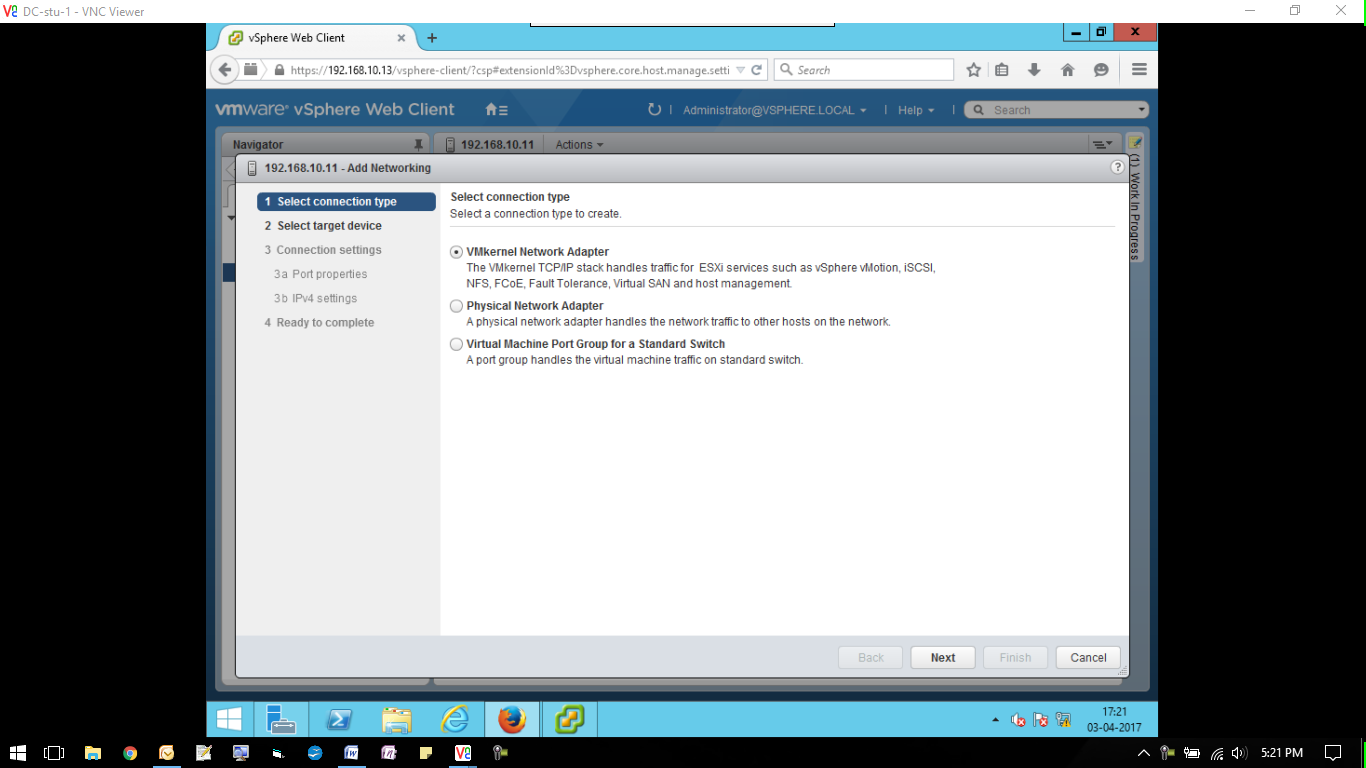 DC-stu-1 - VNC Viewer
vSphere Web Client
https://192.168.10.13/vsphere-client/?csp#extensionId%3Dvsphere.core.host.manage.setti
Search
vmware® vSphere Web Client
Administrator@VSPHERE.LOCAL
Help
Search
Navigator
192.168.10.11
Actions
192.168.10.11 - Add Networking
?
(1) Work In Progress
1 Select connection type
2 Select target device
3 Connection settings
3a Port properties
3b IPv4 settings
4 Ready to complete
Select connection type
Select a connection type to create.
VMkernel Network Adapter
The VMkernel TCP/IP stack handles traffic for ESXi services such as vSphere vMotion, iSCSI,
NFS, FCoE, Fault Tolerance, Virtual SAN and host management.
Physical Network Adapter
A physical network adapter handles the network traffic to other hosts on the network.
Virtual Machine Port Group for a Standard Switch
A port group handles the virtual machine traffic on standard switch.
Back
Next
Finish
Cancel
17:21
03-04-2017
5:21 PM